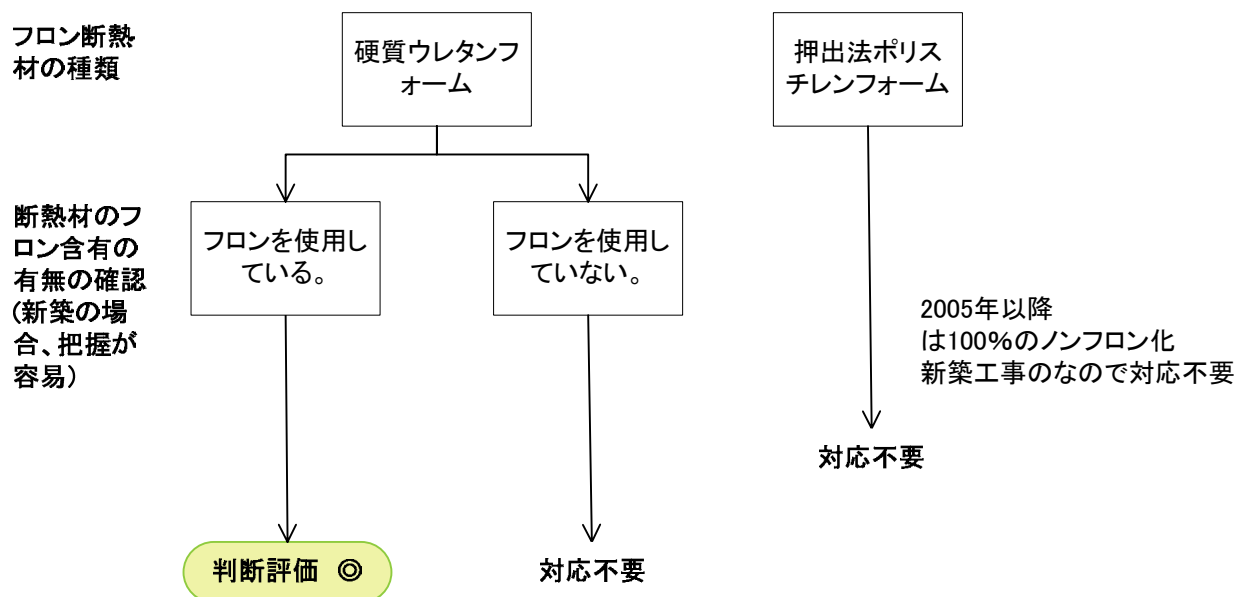 フロン断熱
材の種類
硬質ウレタンフ
ォーム
押出法ポリス
チレンフォーム
断熱材のフ
ロン含有の
有無の確認
(新築の場
合、把握が
容易)
フロンを使用し
ている。
フロンを使用し
ていない。
2005年以降
は100%のノンフロン化
新築工事のなので対応不要
対応不要
判断評価 ◎
対応不要